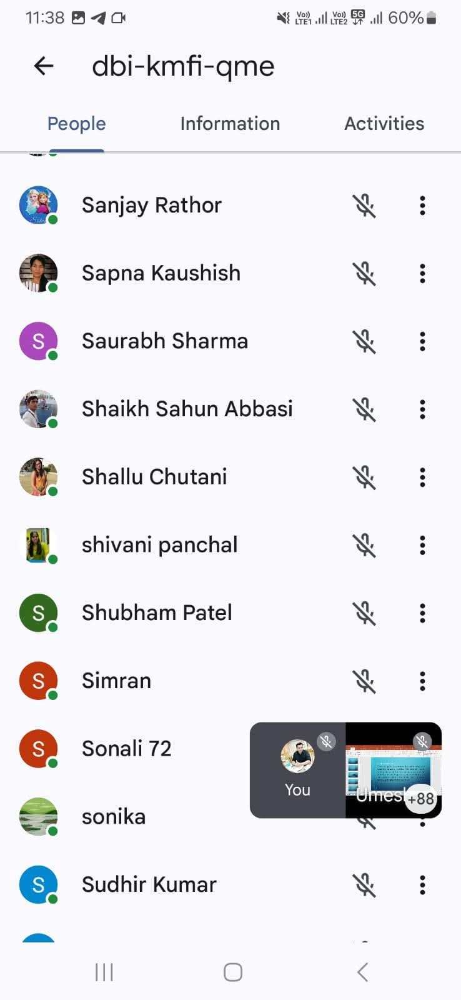 11:38 Vo)) LTE1 Vo)) LTE2 5G 60%
dbi-kmfi-qme
People Information Activities
Sanjay Rathor
Sapna Kaushish
S Saurabh Sharma
Shaikh Sahun Abbasi
Shallu Chutani
shivani panchal
S Shubham Patel
S Simran
S Sonali 72
You
+88
sonika
S Sudhir Kumar